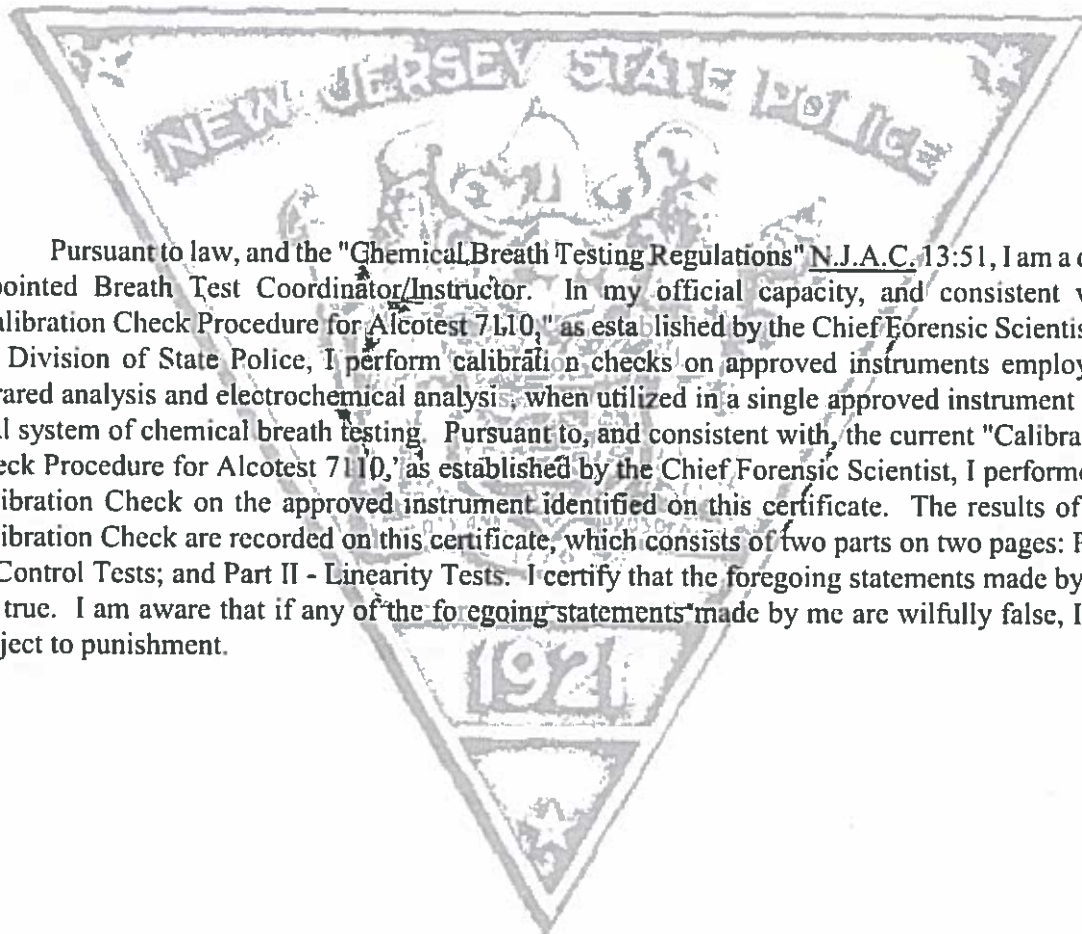 NEW JERSEY STATE POLICE
Pursuant to law, and the "Chemical Breath Testing Regulations" N.J.A.C. 13:51, I am a d
pointed Breath Test Coordinator/Instructor. In my official capacity, and consistent w
alibration Check Procedure for Alcotest 7110," as established by the Chief Forensic Scientis
Division of State Police, I perform calibration checks on approved instruments employ
rared analysis and electrochemical analysi , when utilized in a single approved instrument
l system of chemical breath testing. Pursuant to, and consistent with, the current "Calibra
eck Procedure for Alcotest 7110,' as established by the Chief Forensic Scientist, I performe
libration Check on the approved instrument identified on this certificate. The results of
libration Check are recorded on this certificate, which consists of two parts on two pages: P
Control Tests; and Part II - Linearity Tests. I certify that the foregoing statements made by
true. I am aware that if any of the fo egoing statements made by me are wilfully false, I
ject to punishment.
1921